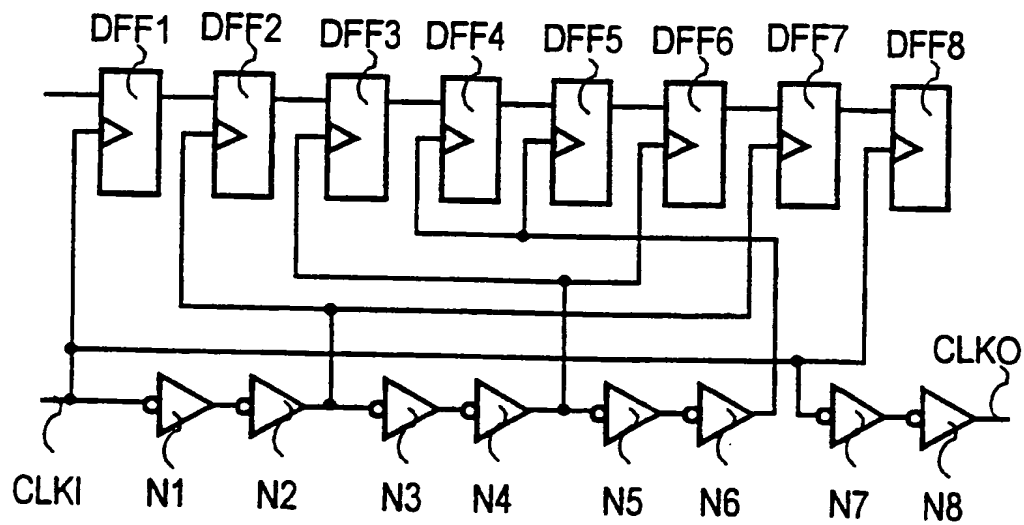 DFF1 DFF2 DFF3 DFF4 DFF5 DFF6 DFF7 DFF8
CLKO
CLKI N1 N2 N3 N4 N5 N6 N7 N8